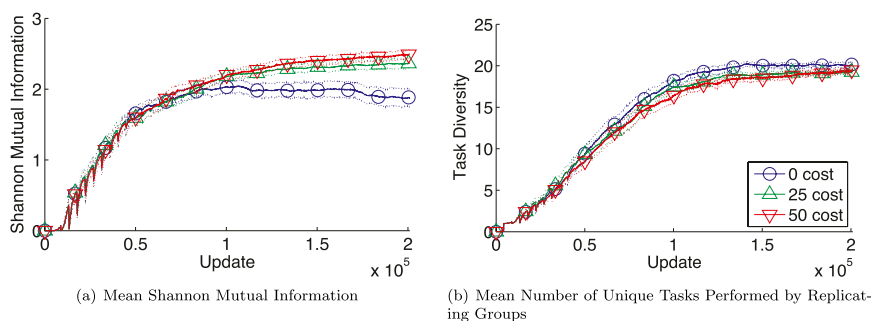 3
2
1
0
Shannon Mutual Information
0
0.5
1
1.5
2
Update
x 10^5
(a) Mean Shannon Mutual Information
25
20
15
10
5
0
Task Diversity
0 cost
25 cost
50 cost
0
0.5
1
1.5
2
Update
x 10^5
(b) Mean Number of Unique Tasks Performed by Replicat-
ing Groups